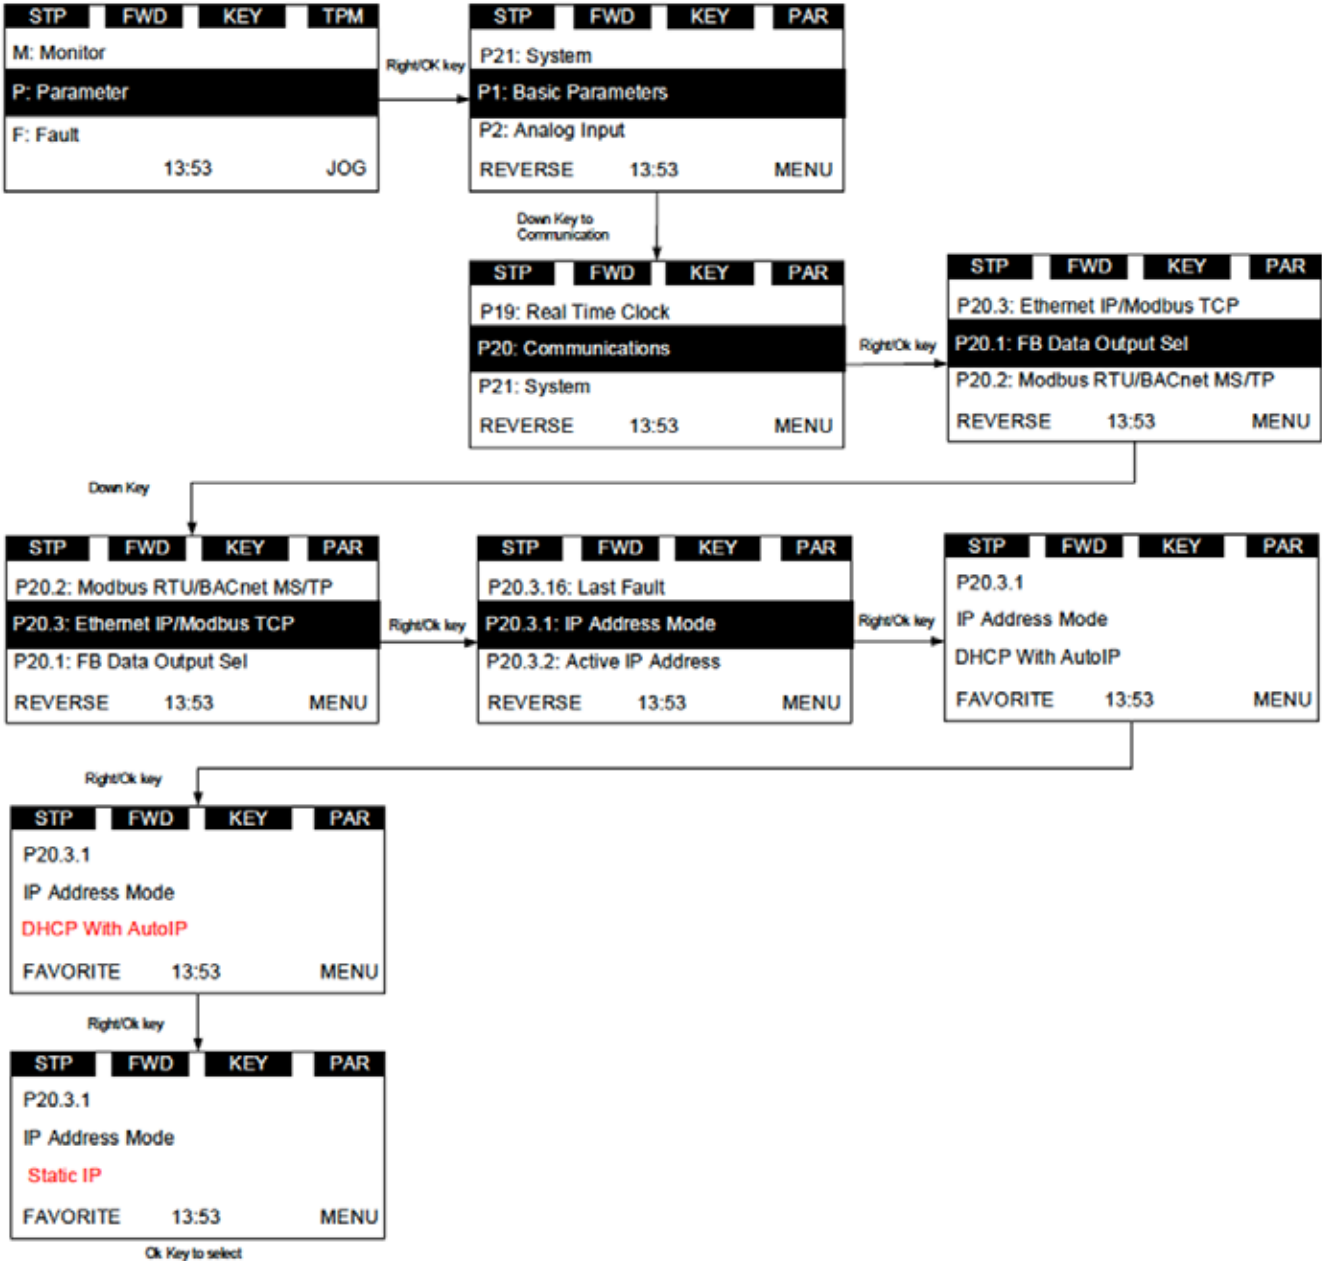 STP FWD KEY TPM
M: Monitor
P: Parameter
F: Fault
13:53 JOG
Right/OK key
STP FWD KEY PAR
P21: System
P1: Basic Parameters
P2: Analog Input
REVERSE 13:53 MENU
Down Key to
Communication
STP FWD KEY PAR
P19: Real Time Clock
P20: Communications
P21: System
REVERSE 13:53 MENU
Right/Ok key
STP FWD KEY PAR
P20.3: Ethernet IP/Modbus TCP
P20.1: FB Data Output Sel
P20.2: Modbus RTU/BACnet MS/TP
REVERSE 13:53 MENU
Down Key
STP FWD KEY PAR
P20.2: Modbus RTU/BACnet MS/TP
P20.3: Ethernet IP/Modbus TCP
P20.1: FB Data Output Sel
REVERSE 13:53 MENU
Right/Ok key
STP FWD KEY PAR
P20.3.16: Last Fault
P20.3.1: IP Address Mode
P20.3.2: Active IP Address
REVERSE 13:53 MENU
Right/Ok key
STP FWD KEY PAR
P20.3.1
IP Address Mode
DHCP With AutoIP
FAVORITE 13:53 MENU
Right/Ok key
STP FWD KEY PAR
P20.3.1
IP Address Mode
DHCP With AutoIP
FAVORITE 13:53 MENU
Right/Ok key
STP FWD KEY PAR
P20.3.1
IP Address Mode
Static IP
FAVORITE 13:53 MENU
Ok Key to select